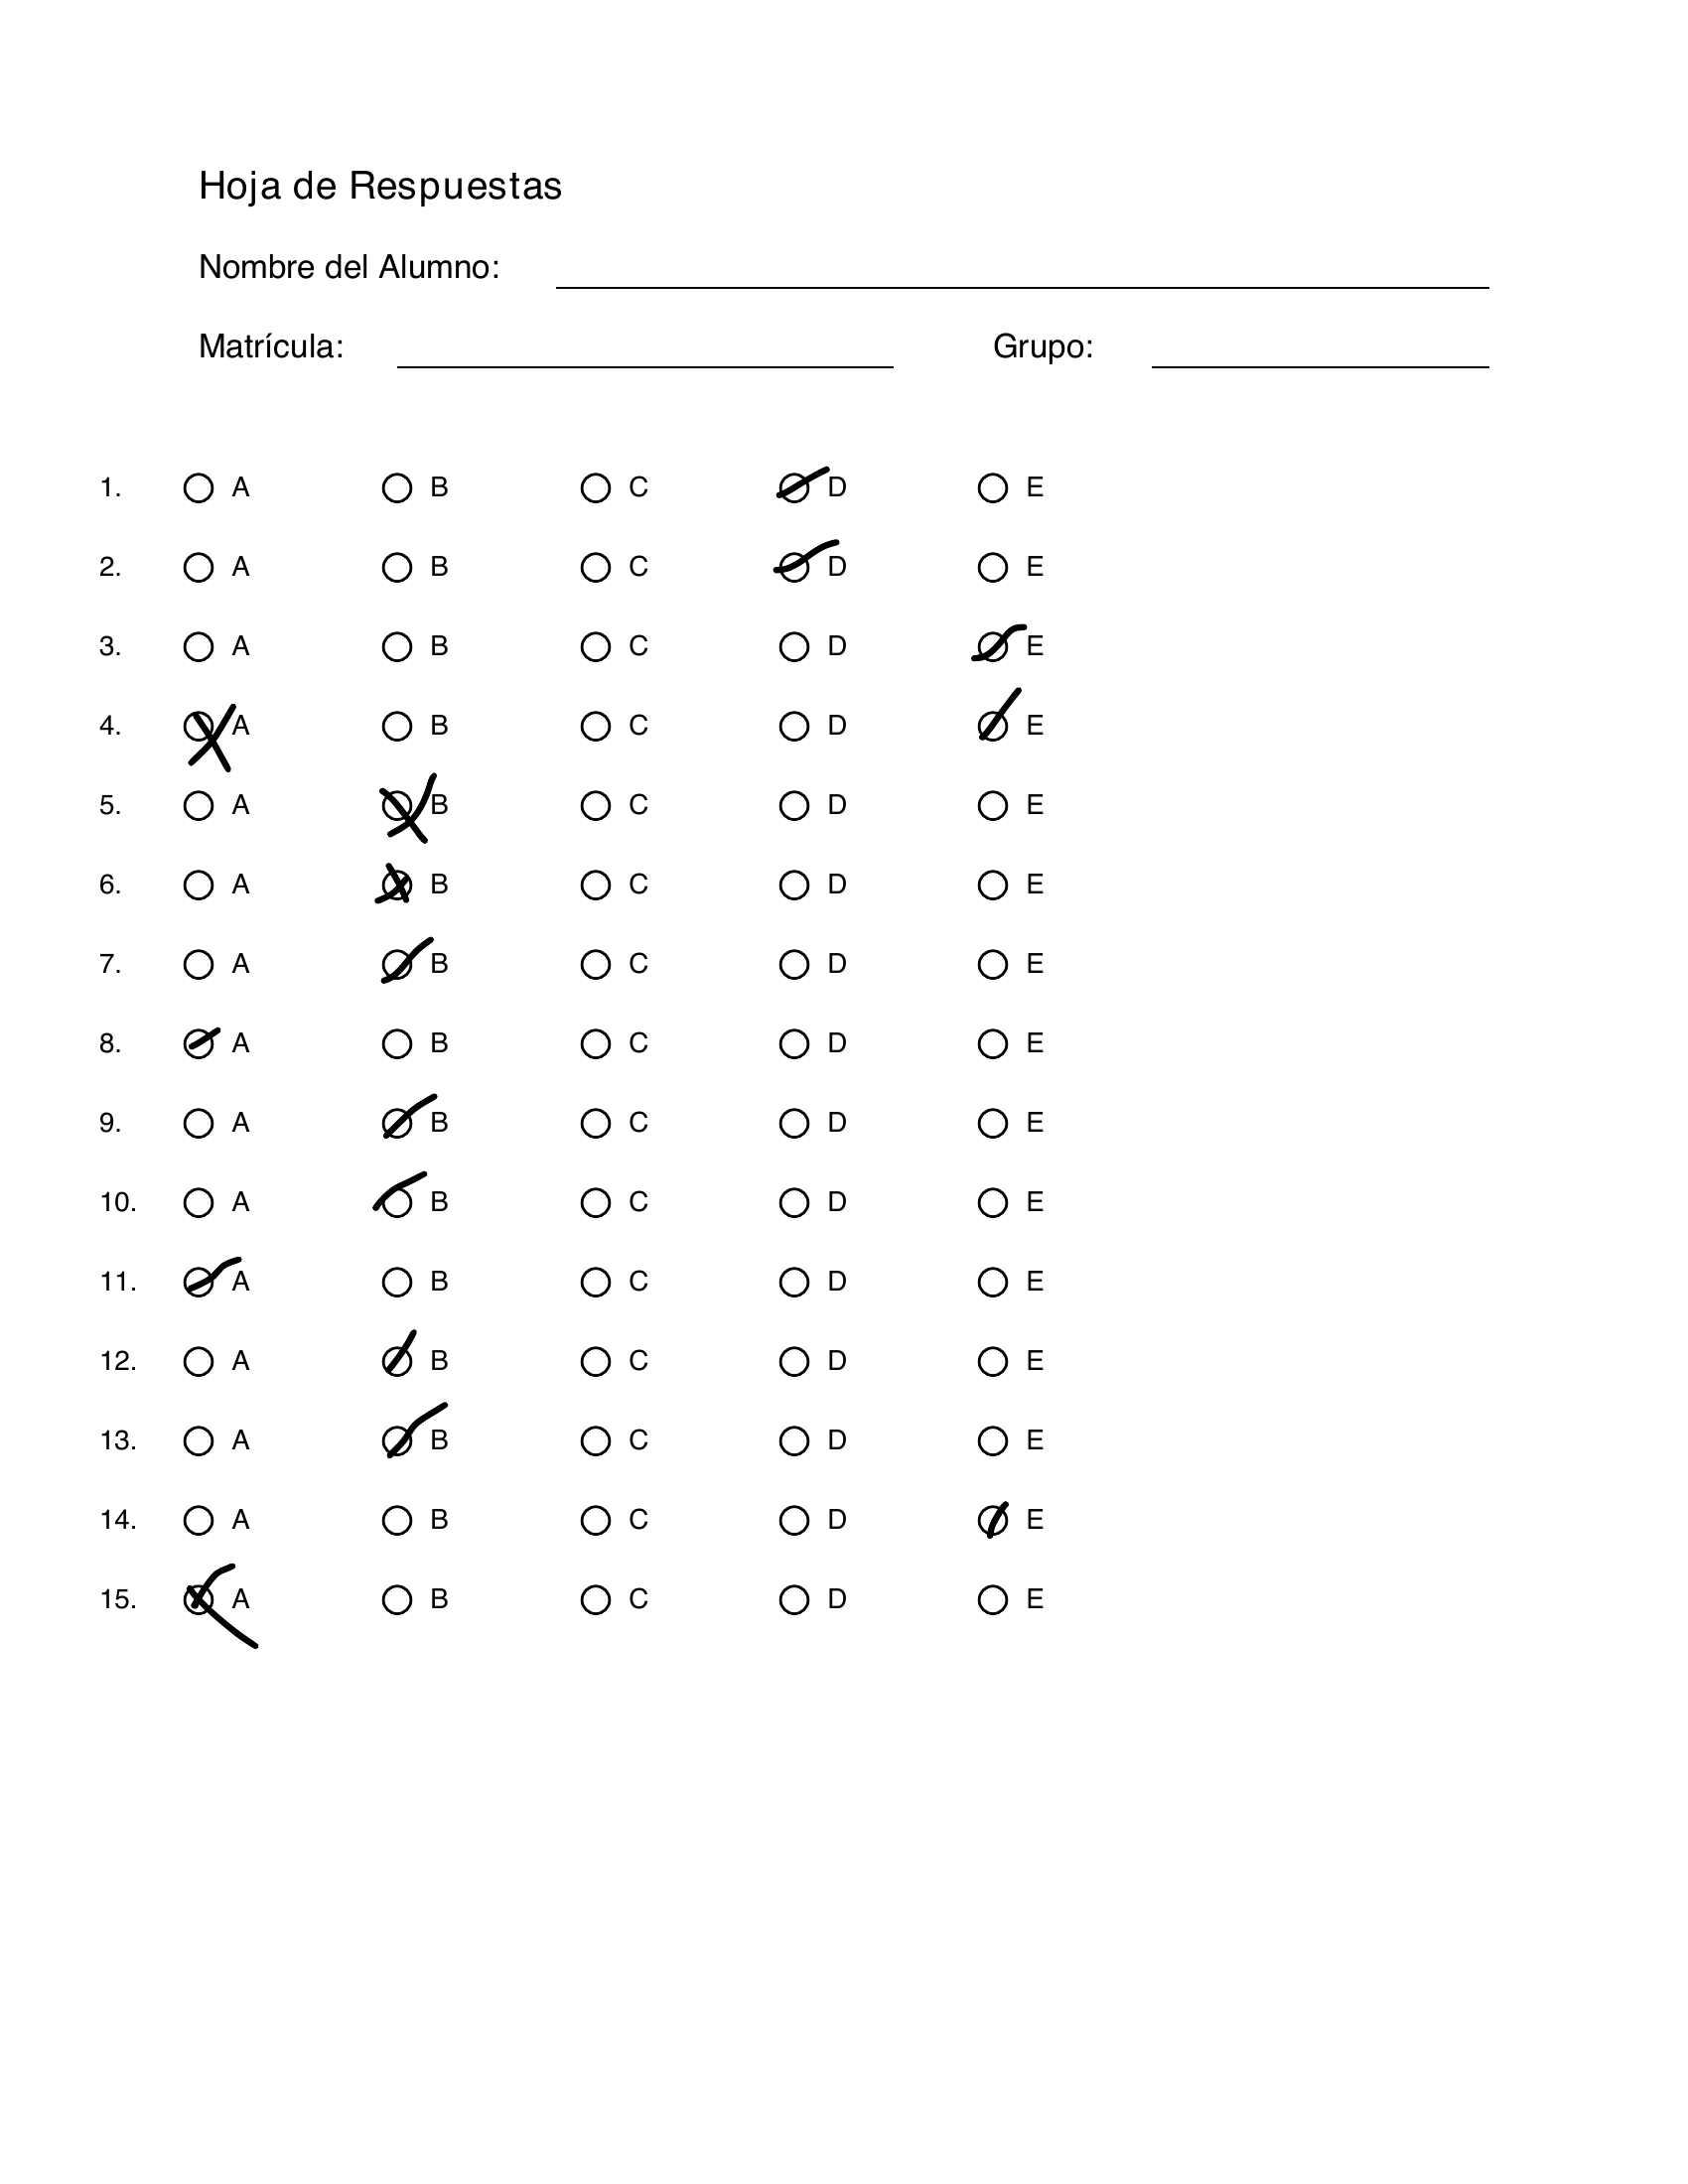 Hoja de Respuestas
Nombre del Alumno:
Matrícula: Grupo:
1. A B C D E
2. A B C D E
3. A B C D E
4. A B C D E
5. A B C D E
6. A B C D E
7. A B C D E
8. A B C D E
9. A B C D E
10. A B C D E
11. A B C D E
12. A B C D E
13. A B C D E
14. A B C D E
15. A B C D E